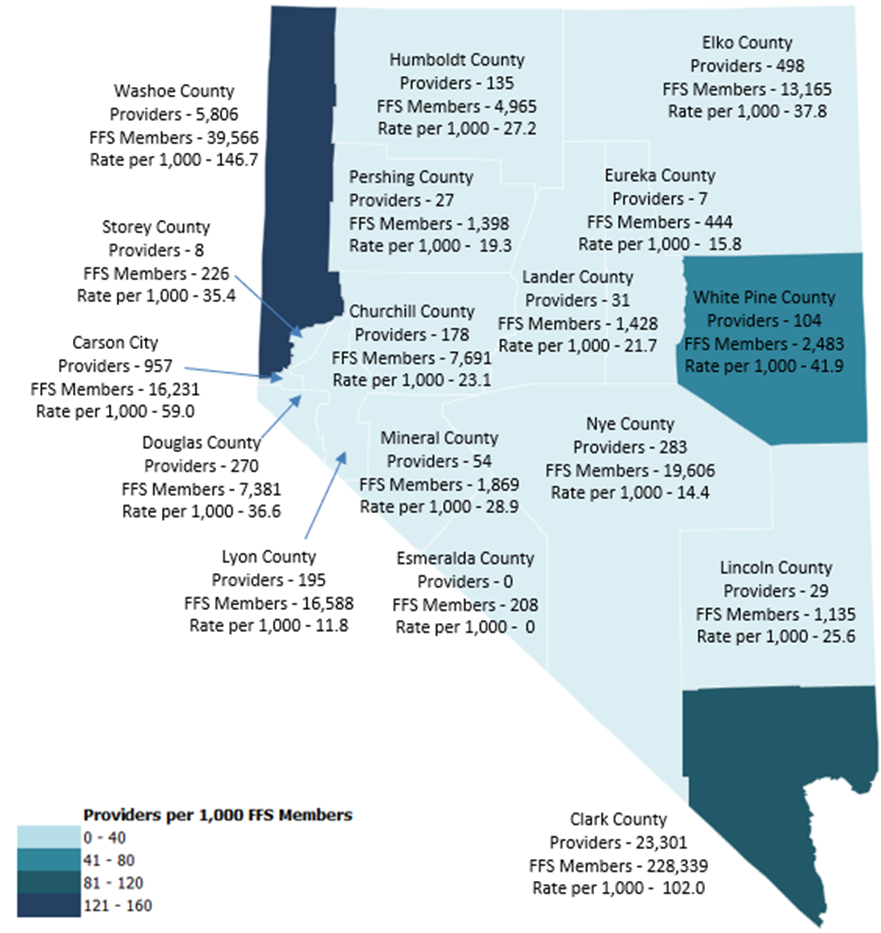 Humboldt County
Providers - 135
FFS Members - 4,965
Rate per 1,000 - 27.2
Elko County
Providers - 498
FFS Members - 13,165
Rate per 1,000 - 37.8
Washoe County
Providers - 5,806
FFS Members - 39,566
Rate per 1,000 - 146.7
Pershing County
Providers - 27
FFS Members - 1,398
Rate per 1,000 -  19.3
Eureka County
Providers - 7
FFS Members - 444
Rate per 1,000 -  15.8
Storey County
Providers - 8
FFS Members - 226
Rate per 1,000 - 35.4
Lander County
Providers - 31
FFS Members - 1,428
Rate per 1,000 - 21.7
White Pine County
Providers - 104
FFS Members - 2,483
Rate per 1,000 - 41.9
Churchill County
Providers - 178
FFS Members - 7,691
Rate per 1,000 - 23.1
Carson City
Providers - 957
FFS Members - 16,231
Rate per 1,000 - 59.0
Douglas County
Providers - 270
FFS Members - 7,381
Rate per 1,000 - 36.6
Mineral County
Providers - 54
FFS Members - 1,869
Rate per 1,000 - 28.9
Nye County
Providers - 283
FFS Members - 19,606
Rate per 1,000 - 14.4
Lyon County
Providers - 195
FFS Members - 16,588
Rate per 1,000 - 11.8
Esmeralda County
Providers - 0
FFS Members - 208
Rate per 1,000 -  0
Lincoln County
Providers - 29
FFS Members - 1,135
Rate per 1,000 - 25.6
Clark County
Providers - 23,301
FFS Members - 228,339
Rate per 1,000 -  102.0
Providers per 1,000 FFS Members
0 - 40
41 - 80
81 - 120
121 - 160